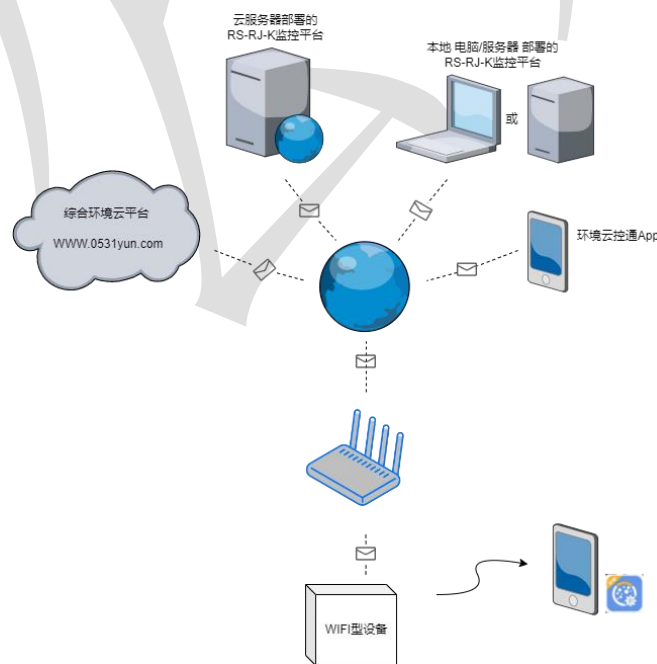 云服务器部署的
RS-RJ-K监控平台
本地 电脑/服务器 部署的
RS-RJ-K监控平台
或
综合环境云平台
WWW.0531yun.com
环境云控通App
WIFI型设备